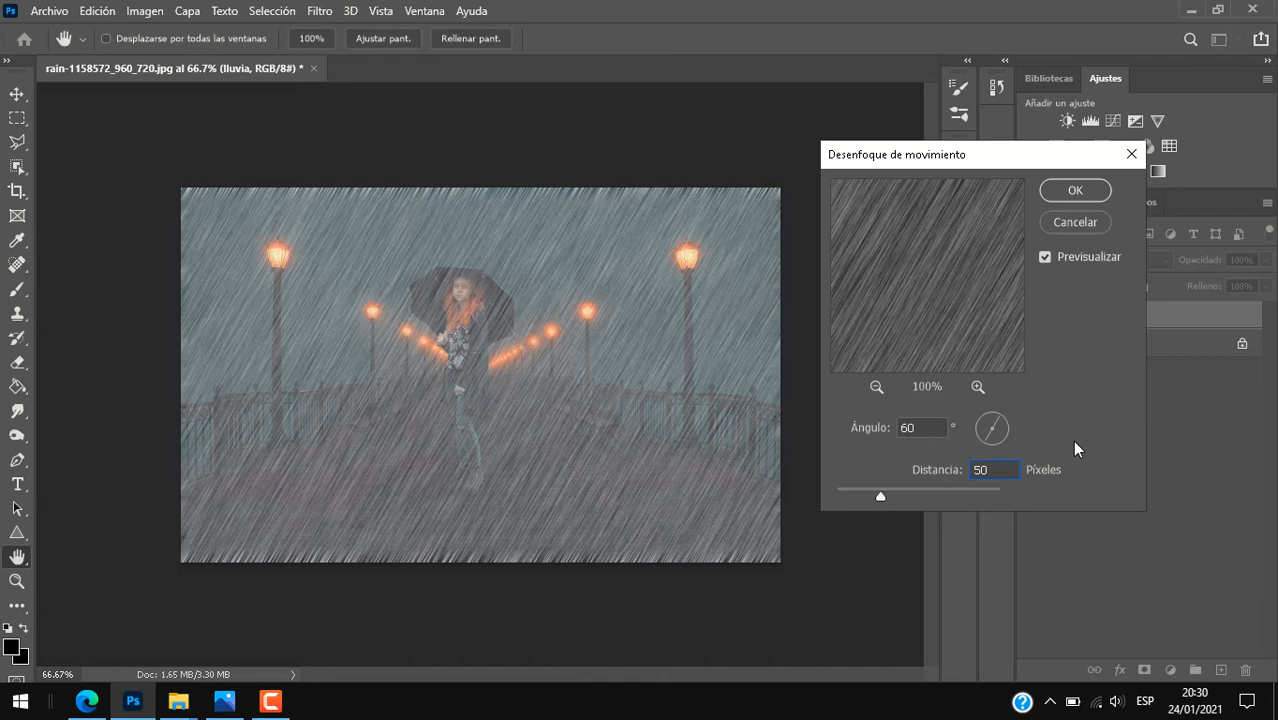 Ps Archivo Edición Imagen Capa Texto Selección Filtro 3D Vista Ventana Ayuda
Desplazarse por todas las ventanas 100% Ajustar pant. Rellenar pant.
rain-1158572_960_720.jpg al 66.7% (lluvia, RGB/8#) *
Bibliotecas Ajustes
Añadir un ajuste
Desenfoque de movimiento
OK
Cancelar
Previsualizar
Opacidad: 100%
Relleno: 100%
100%
Ángulo: 60 °
Distancia: 50 Píxeles
66.67% Doc: 1.65 MB/3.30 MB
fx
Ps
ESP
20:30
24/01/2021